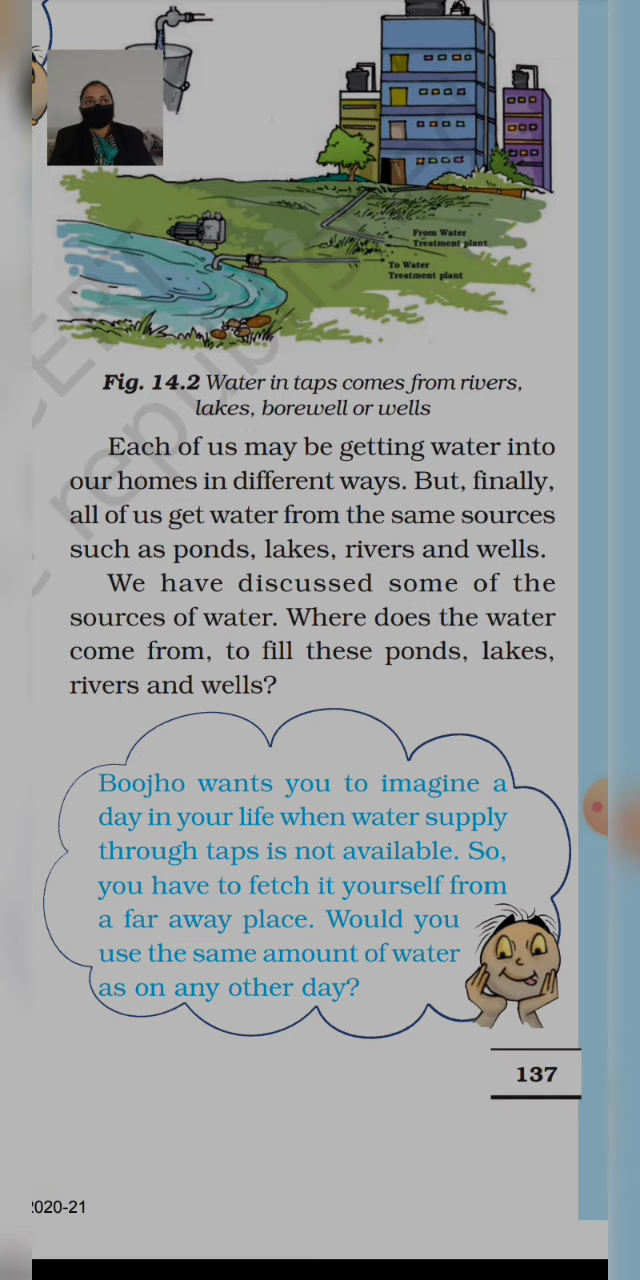 From Water
Treatment plant
To Water
Treatment plant
Fig. 14.2 Water in taps comes from rivers,
lakes, borewell or wells
Each of us may be getting water into
our homes in different ways. But, finally,
all of us get water from the same sources
such as ponds, lakes, rivers and wells.
We have discussed some of the
sources of water. Where does the water
come from, to fill these ponds, lakes,
rivers and wells?
Boojho wants you to imagine a
day in your life when water supply
through taps is not available. So,
you have to fetch it yourself from
a far away place. Would you
use the same amount of water
as on any other day?
137
2020-21